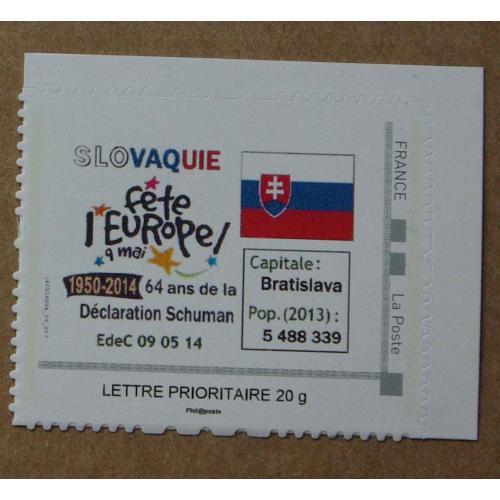 SLOVAQUIE
fête
l'EUROPE!
9 mai
1950-2014 64 ans de la
Déclaration Schuman
EdeC 09 05 14
Capitale:
Bratislava
Pop.(2013):
5 488 339
FRANCE
La Poste
LETTRE PRIORITAIRE 20 g
Phil@poste